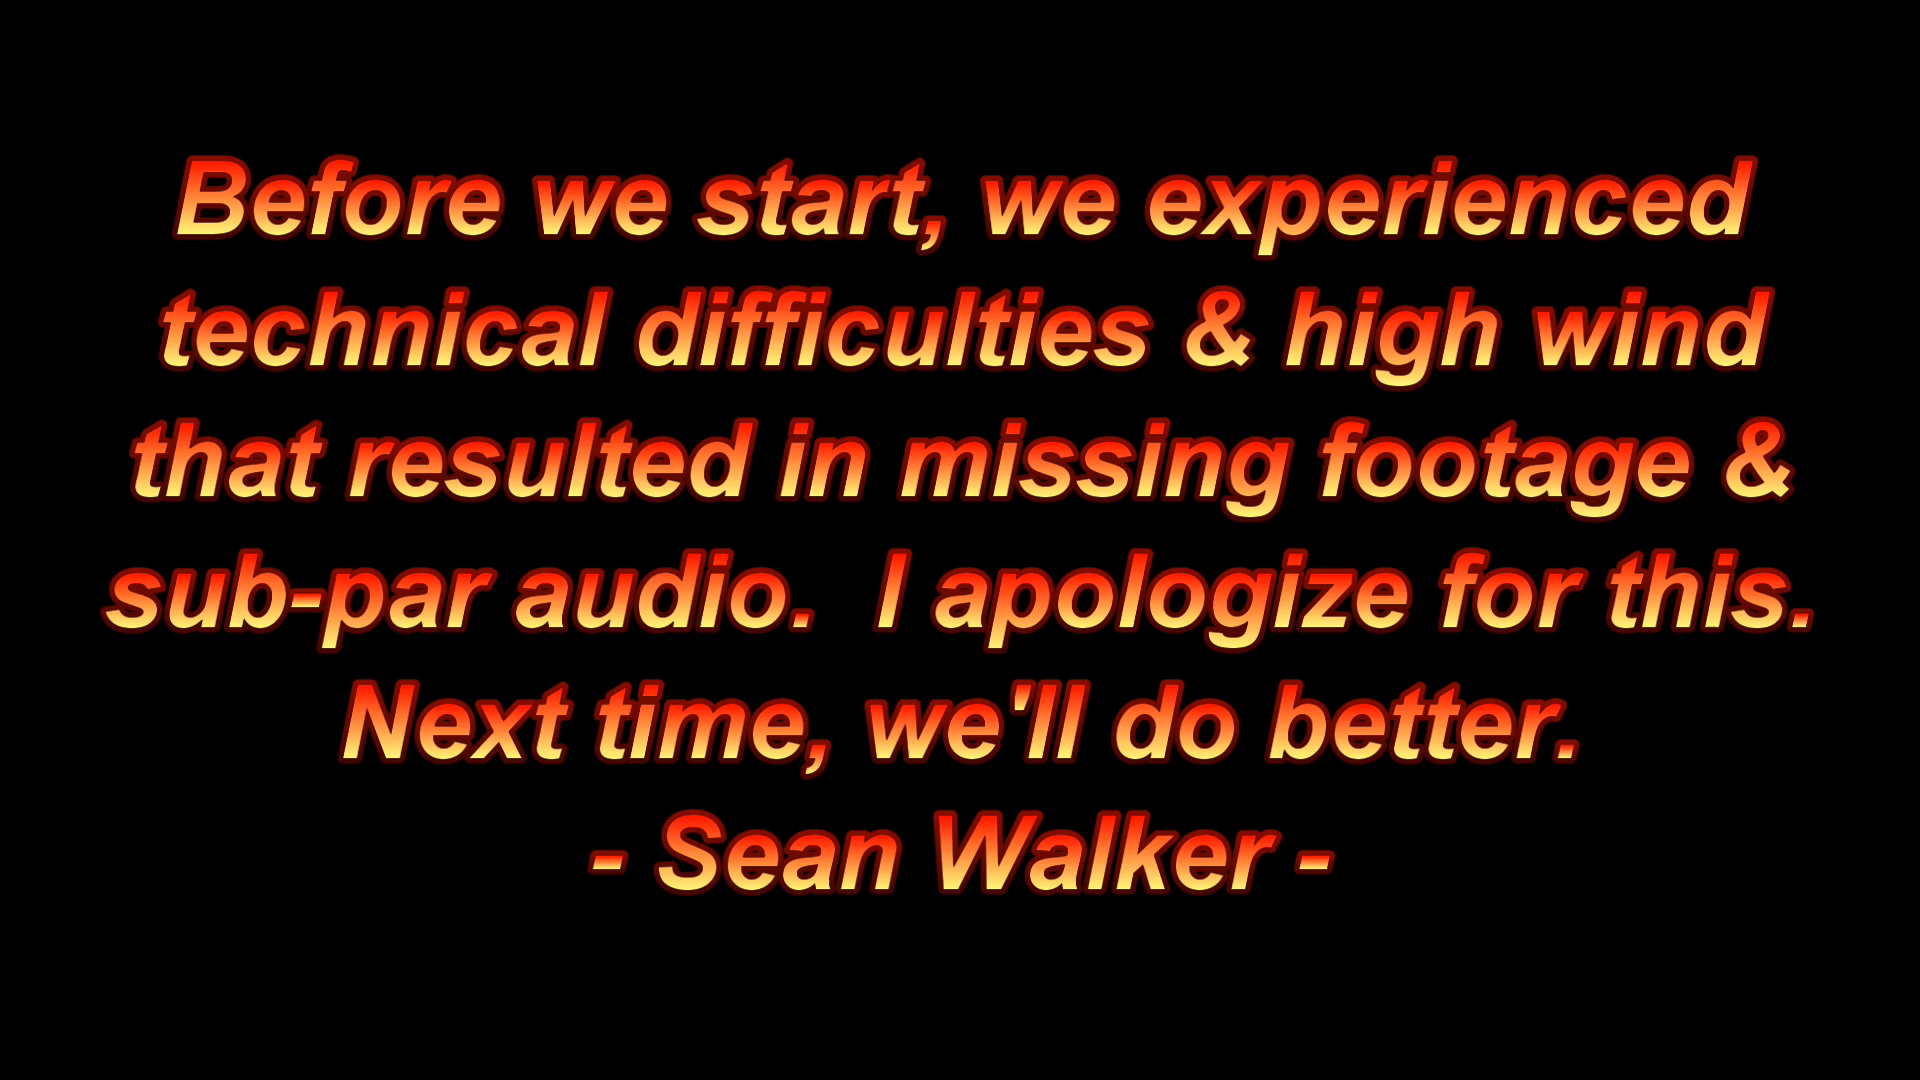 Before we start, we experienced
technical difficulties & high wind
that resulted in missing footage &
sub-par audio.  I apologize for this.
Next time, we'll do better.
- Sean Walker -